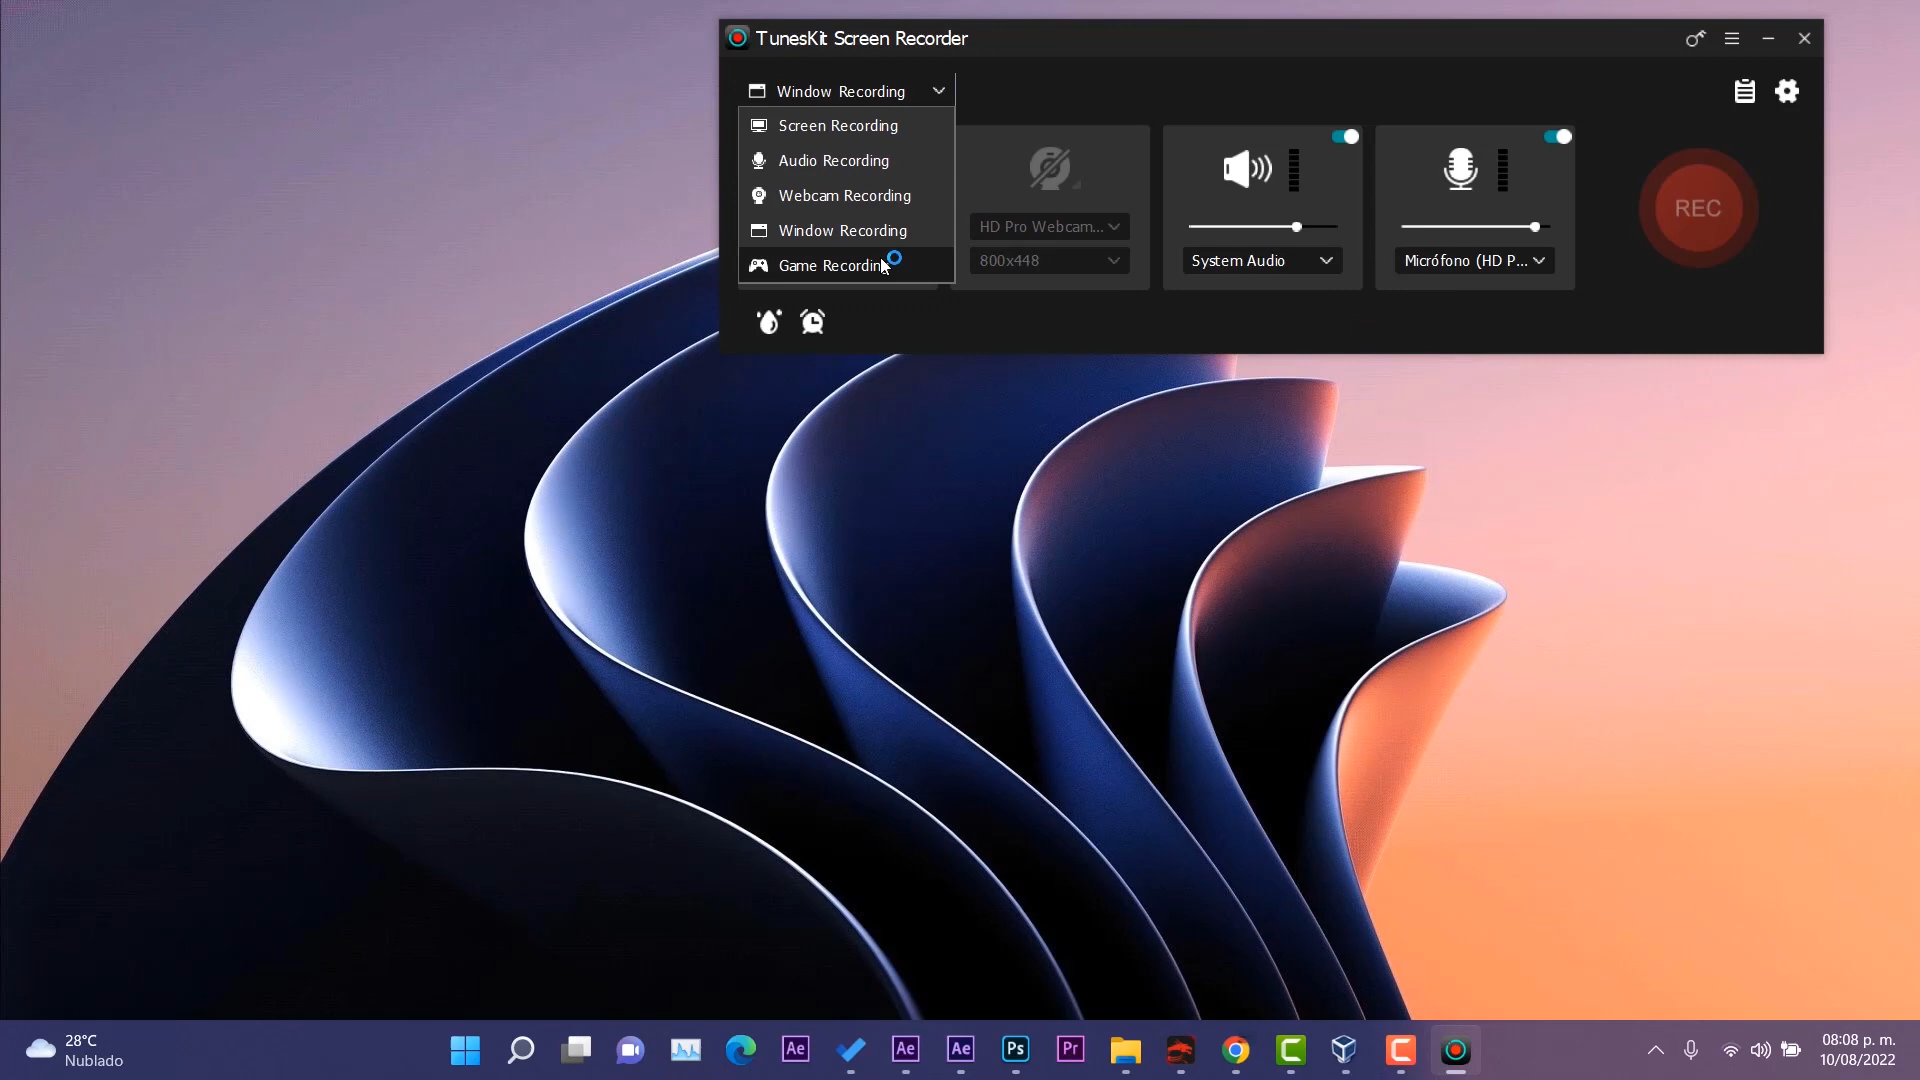 TunesKit Screen Recorder
Window Recording
Screen Recording
Audio Recording
Webcam Recording
Window Recording
Game Recording
HD Pro Webcam...
800x448
System Audio
Micrófono (HD P...
REC
28°C
Nublado
Ae
Ae
Ae
Ps
Pr
08:08 p. m.
10/08/2022